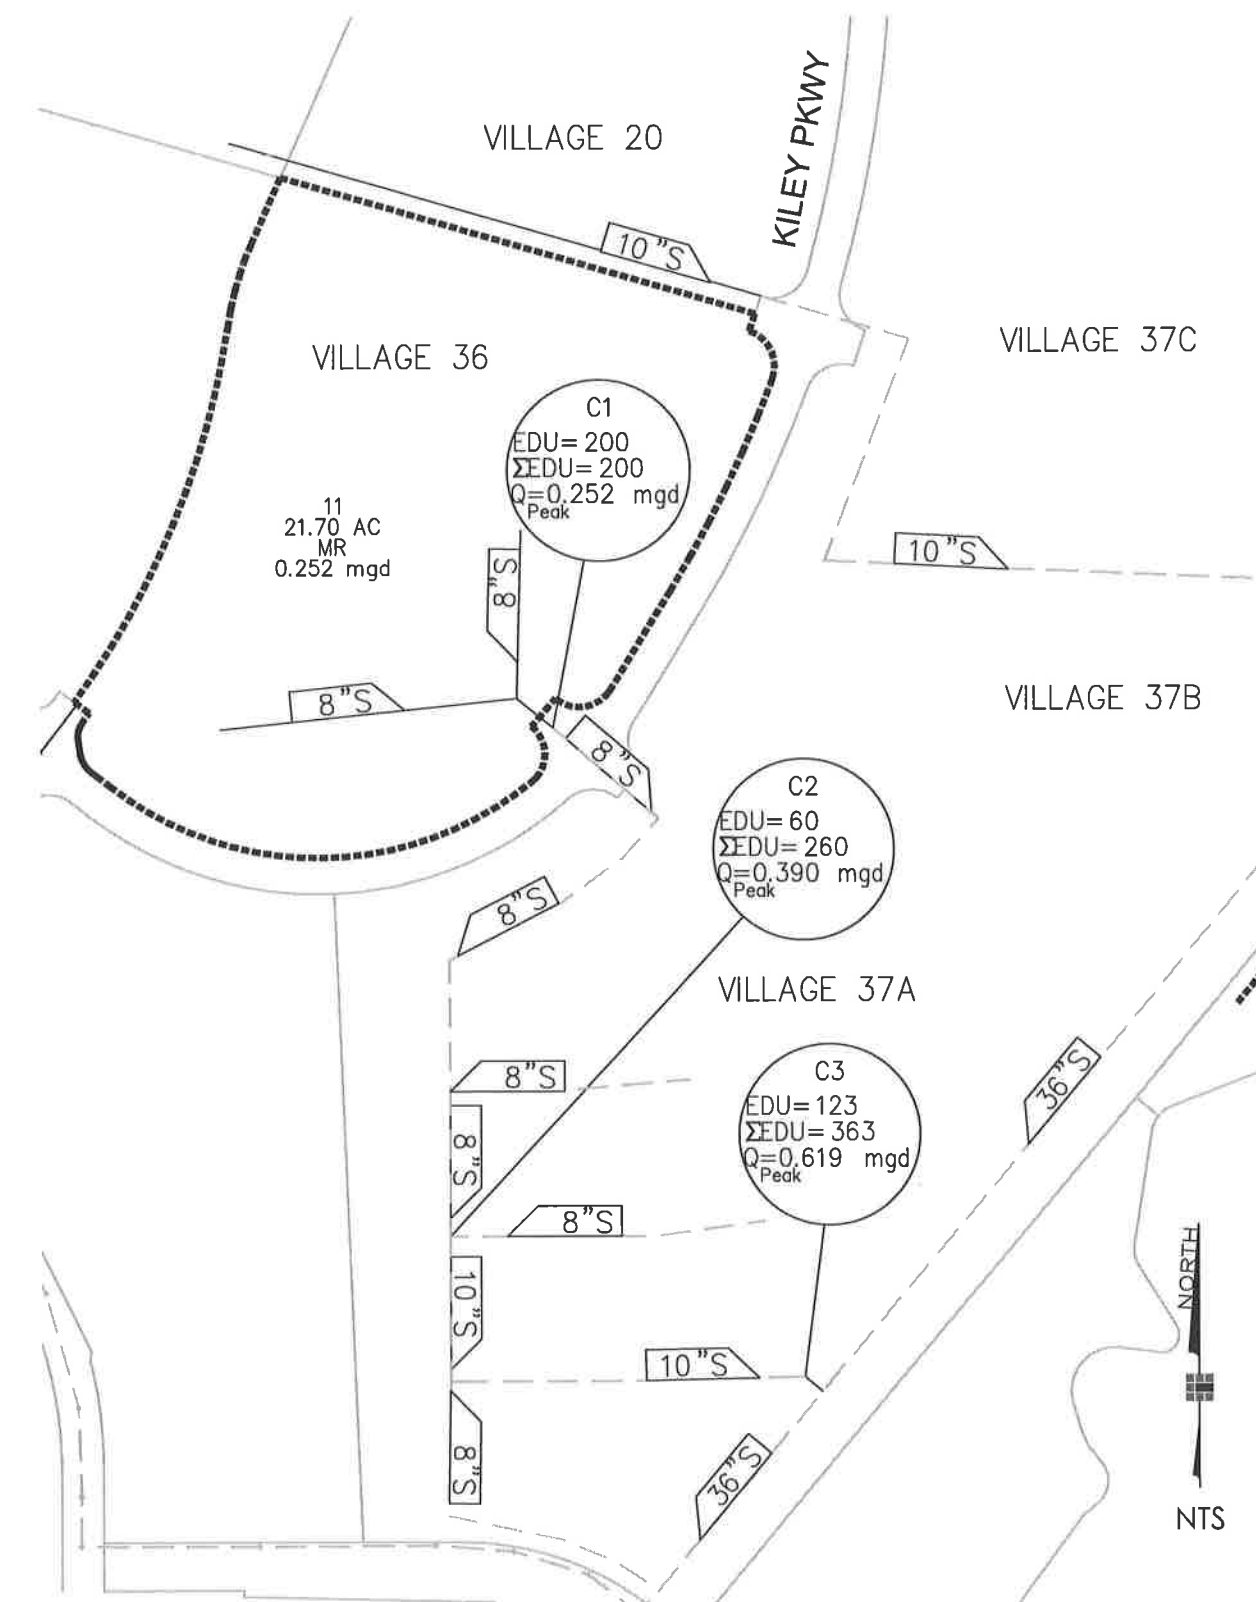 VILLAGE 20
KILEY PKWY
10"S
VILLAGE 37C
VILLAGE 36
C1
EDU=200
ΣEDU=200
Q=0.252 mgd
Peak
11
21.70 AC
MR
0.252 mgd
10"S
8"S
8"S
VILLAGE 37B
8"S
C2
EDU=60
ΣEDU=260
Q=0.390 mgd
Peak
8"S
VILLAGE 37A
36"S
8"S
C3
EDU=123
ΣEDU=363
Q=0.619 mgd
Peak
8"S
8"S
NORTH
10"S
10"S
8"S
36"S
NTS